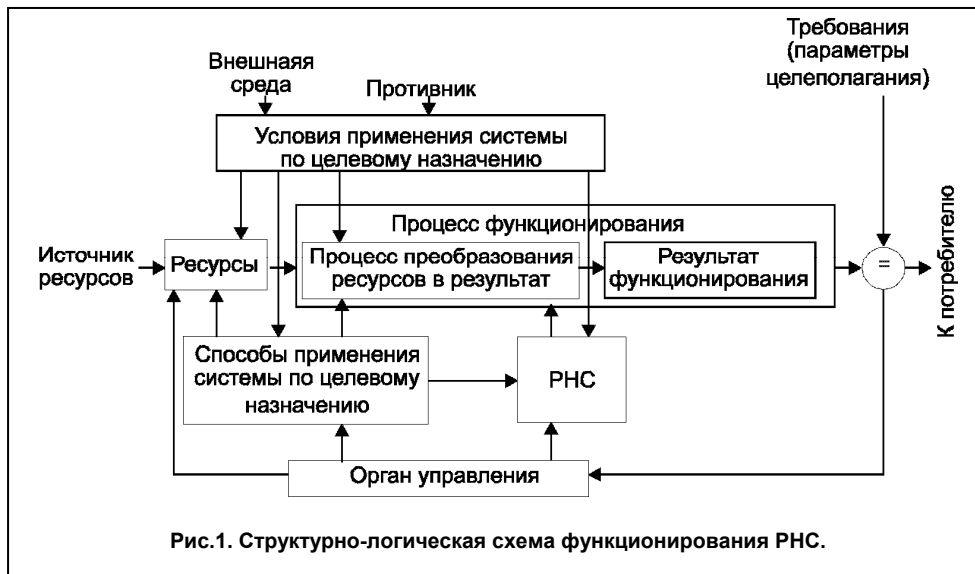 Требования
(параметры
целеполагания)
Внешнаяя
среда
Противник
Условия применения системы
по целевому назначению
Процесс функционирования
Источник
ресурсов
Ресурсы
Процесс преобразования
ресурсов в результат
Результат
функционирования
=
К потребителю
Способы применения
системы по целевому
назначению
РНС
Орган управления
Рис.1. Структурно-логическая схема функционирования РНС.